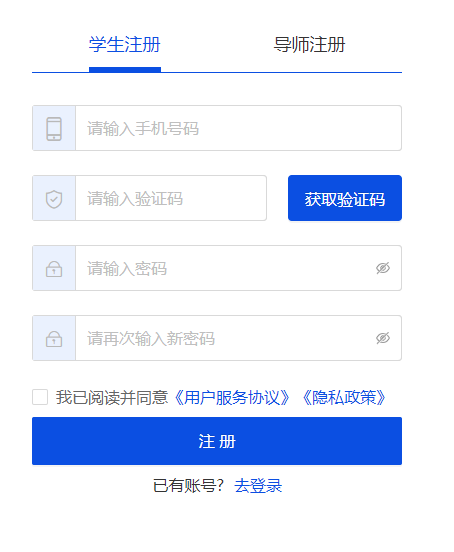 学生注册 导师注册
请输入手机号码
请输入验证码 获取验证码
请输入密码
请再次输入新密码
我已阅读并同意《用户服务协议》《隐私政策》
注 册
已有账号？ 去登录